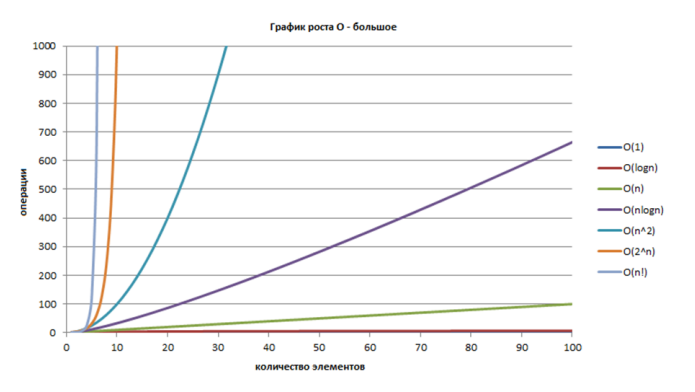 График роста О - большое
операции
1000
900
800
700
600
500
400
300
200
100
0
0 10 20 30 40 50 60 70 80 90 100
количество элементов
O(1)
O(logn)
O(n)
O(nlogn)
O(n^2)
O(2^n)
O(n!)